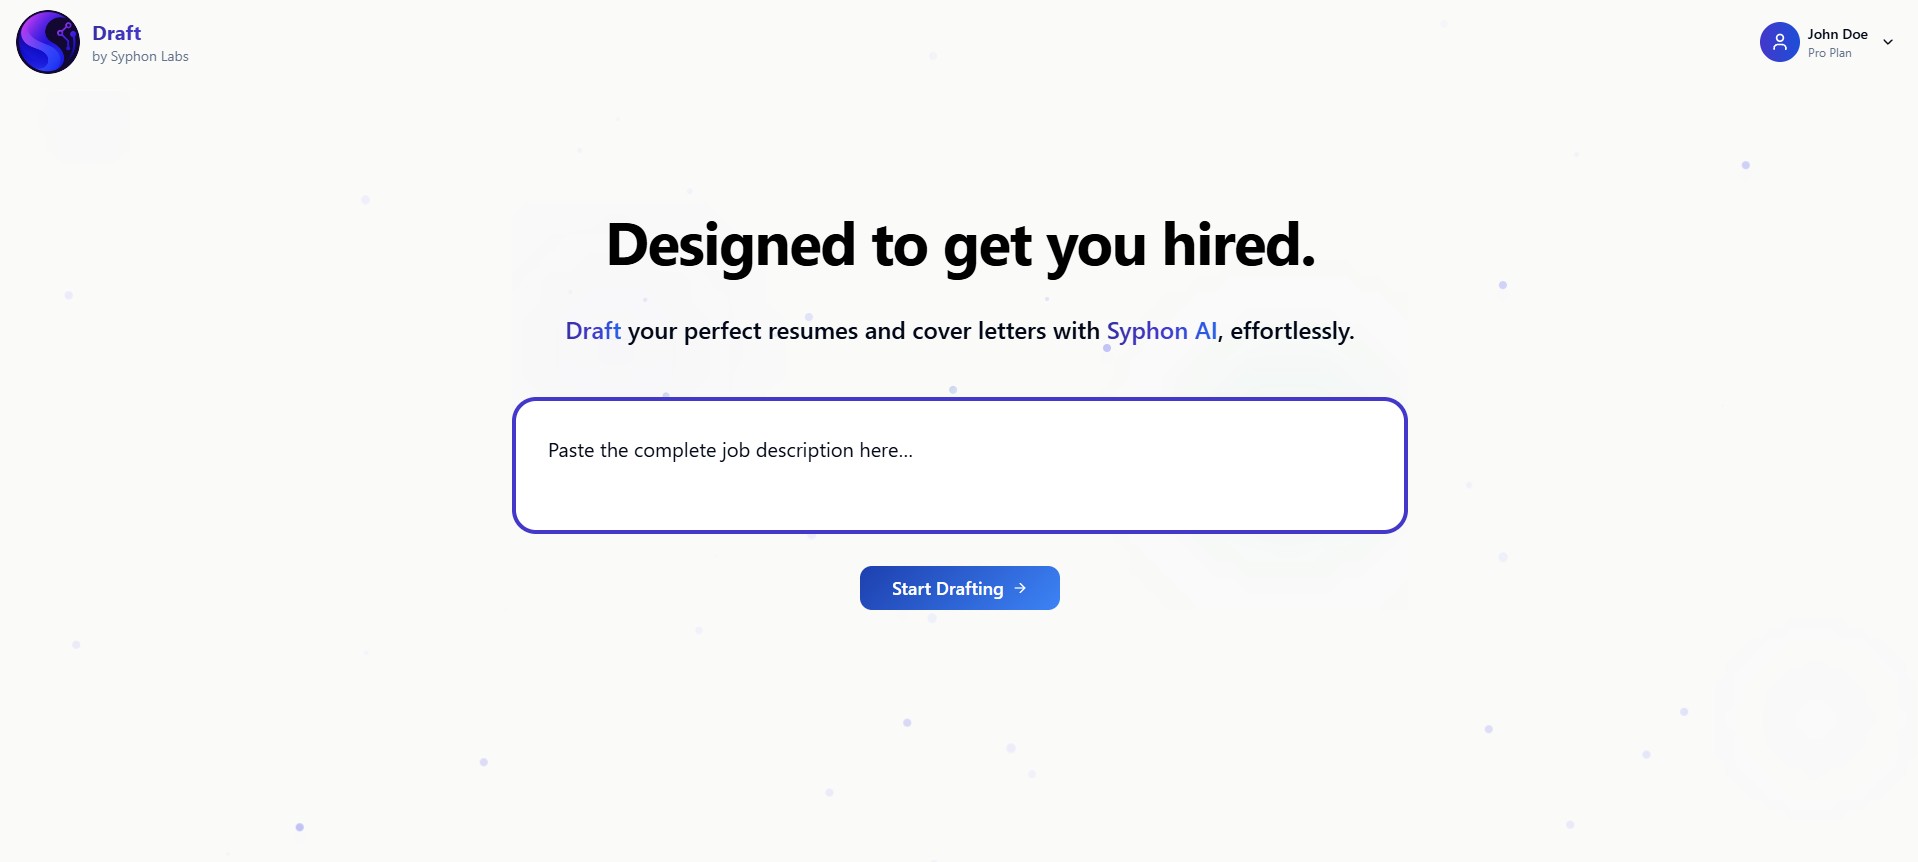 Draft
by Syphon Labs
John Doe
Pro Plan
Designed to get you hired.
Draft your perfect resumes and cover letters with Syphon AI, effortlessly.
Paste the complete job description here...
Start Drafting →